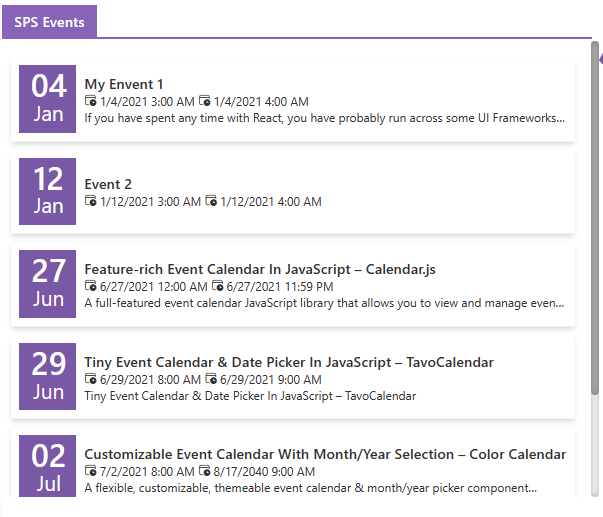 SPS Events
04
Jan
My Envent 1
1/4/2021 3:00 AM 1/4/2021 4:00 AM
If you have spent any time with React, you have probably run across some UI Frameworks...
12
Jan
Event 2
1/12/2021 3:00 AM 1/12/2021 4:00 AM
27
Jun
Feature-rich Event Calendar In JavaScript – Calendar.js
6/27/2021 12:00 AM 6/27/2021 11:59 PM
A full-featured event calendar JavaScript library that allows you to view and manage even...
29
Jun
Tiny Event Calendar & Date Picker In JavaScript – TavoCalendar
6/29/2021 8:00 AM 6/29/2021 9:00 AM
Tiny Event Calendar & Date Picker In JavaScript – TavoCalendar
02
Jul
Customizable Event Calendar With Month/Year Selection – Color Calendar
7/2/2021 8:00 AM 8/17/2040 9:00 AM
A flexible, customizable, themeable event calendar & month/year picker component...